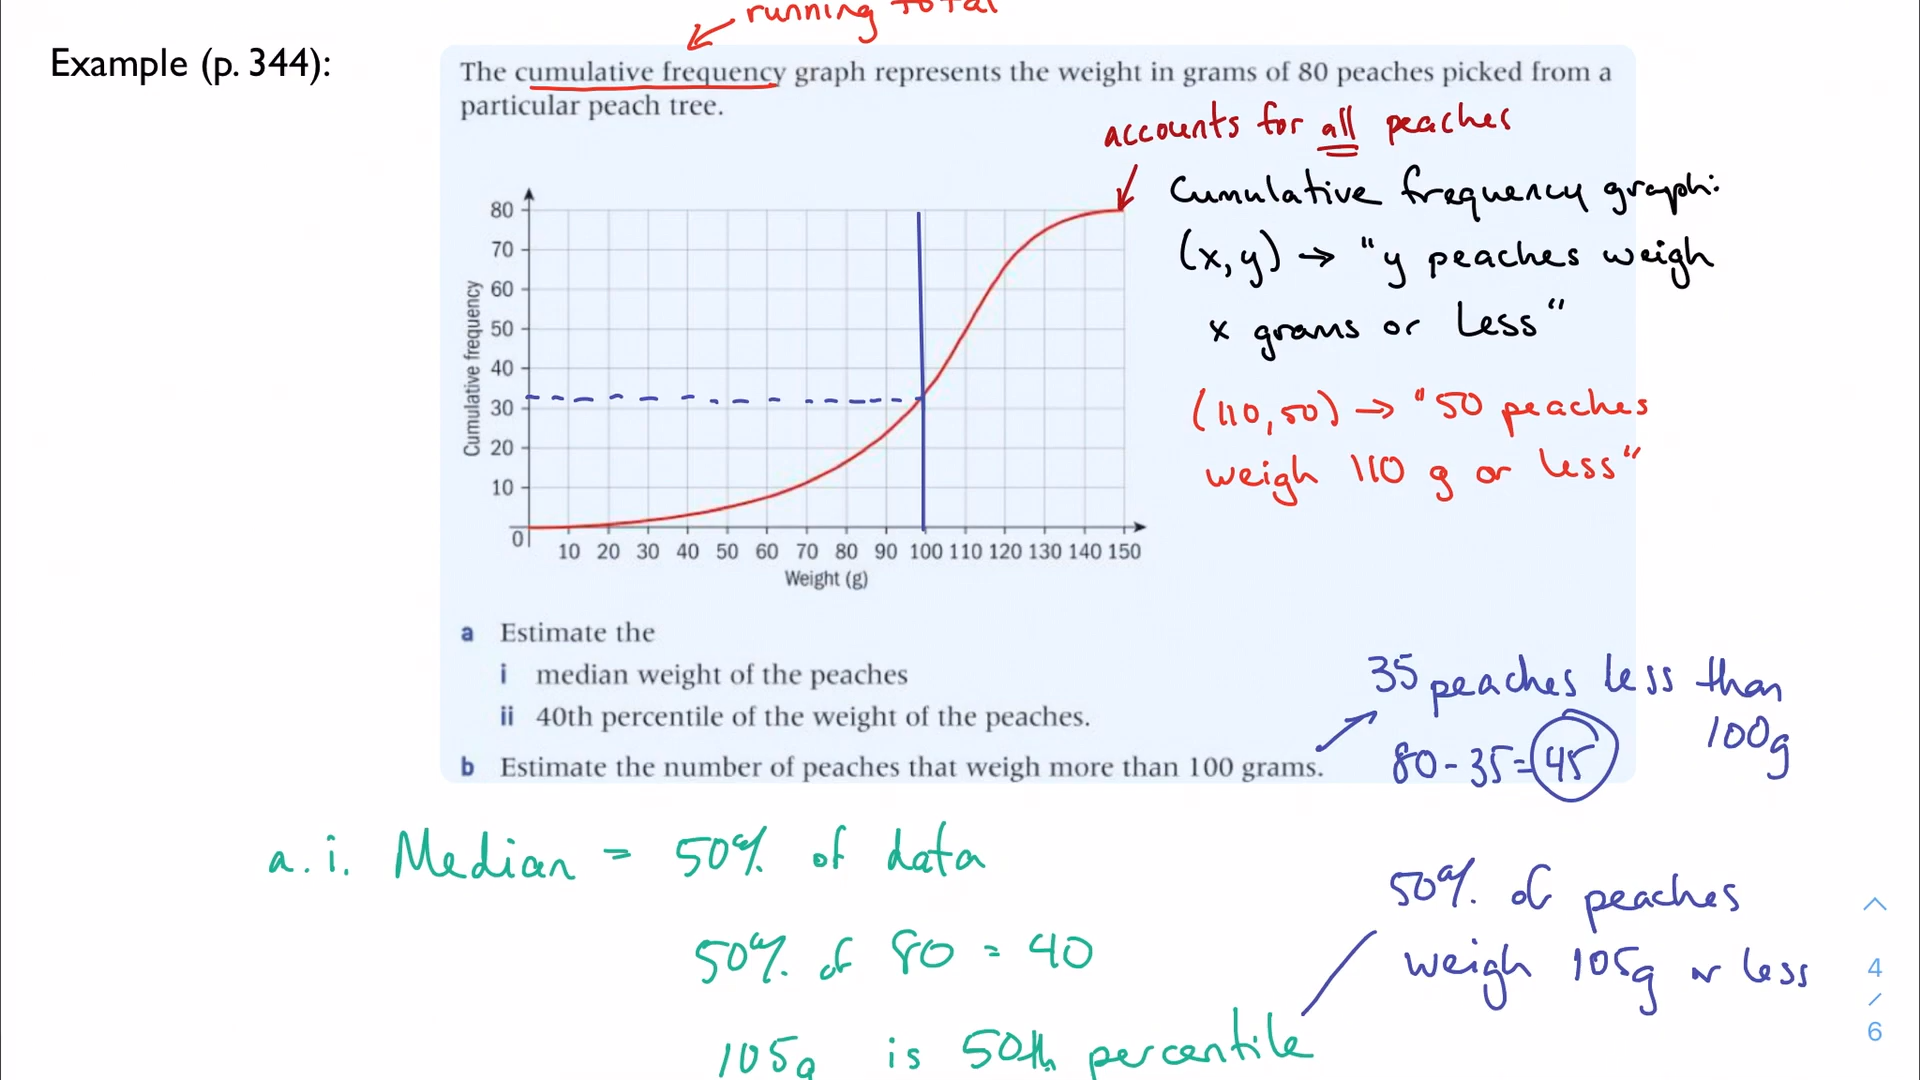 running total
Example (p. 344):
The cumulative frequency graph represents the weight in grams of 80 peaches picked from a
particular peach tree.
accounts for all peaches
Cumulative frequency graph:
(x,y) → "y peaches weigh
x grams or less"
(110,50) → "50 peaches
weigh 110 g or less"
Cumulative frequency
80
70
60
50
40
30
20
10
0
10 20 30 40 50 60 70 80 90 100 110 120 130 140 150
Weight (g)
a Estimate the
i median weight of the peaches
ii 40th percentile of the weight of the peaches.
b Estimate the number of peaches that weigh more than 100 grams.
35 peaches less than
100g
80-35=45
a.i. Median = 50% of data
50% of 80 = 40
105g is 50th percentile
50% of peaches
weigh 105g or less
4
/
6